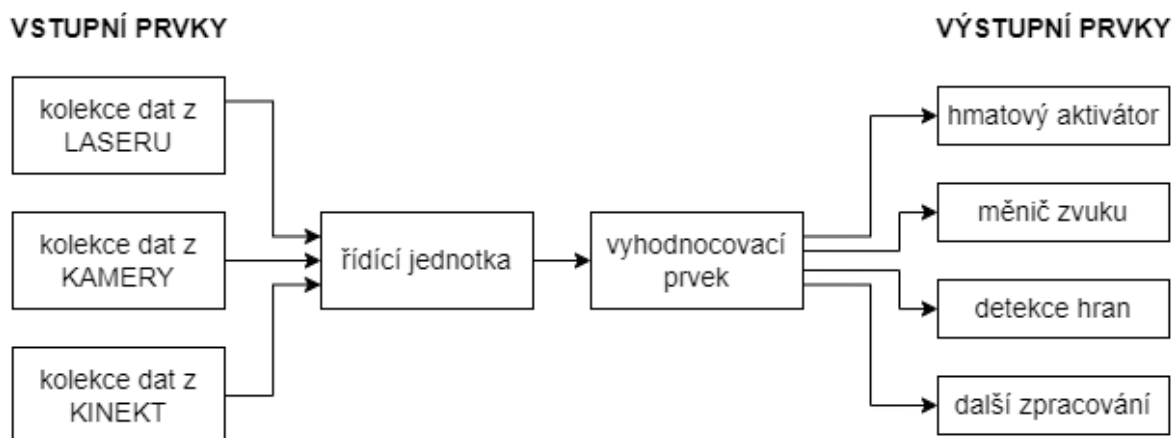 VSTUPNÍ PRVKY
VÝSTUPNÍ PRVKY
kolekce dat z
LASERU
kolekce dat z
KAMERY
kolekce dat z
KINEKT
řídící jednotka
vyhodnocovací
prvek
hmatový aktivátor
měnič zvuku
detekce hran
další zpracování